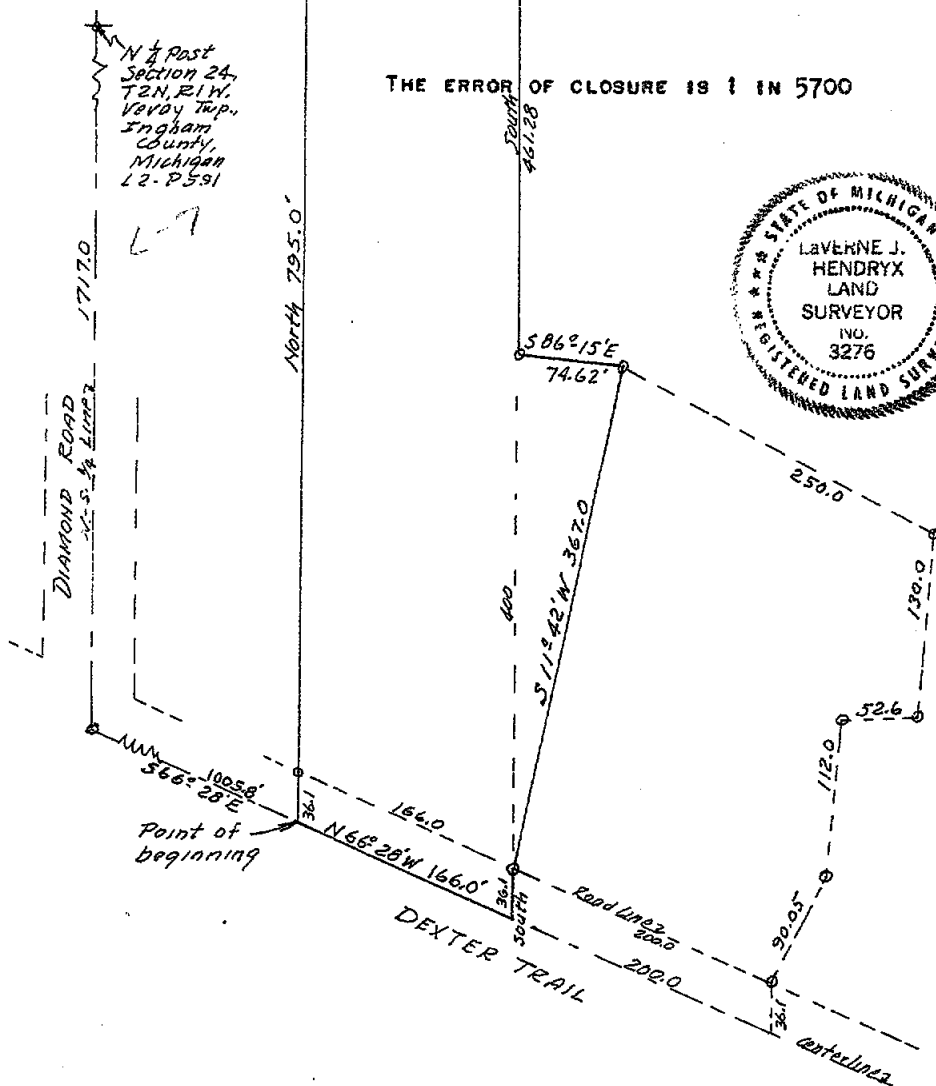 N 1/4 Post
Section 24,
T2N, R1W,
Vevay Twp.,
Ingham
County,
Michigan
L2-P591
THE ERROR OF CLOSURE IS 1 IN 5700
South
461.28
STATE OF MICHIGAN
LaVERNE J.
HENDRYX
LAND
SURVEYOR
NO.
3276
REGISTERED LAND SURV
1717.0
North 795.0'
DIAMOND ROAD
N.-S. 1/4 Line
S 86° 15' E
74.62'
250.0
130.0
400
S 11° 42' W 367.0
52.6
112.0
1005.8'
S 66° 28' E
36.1
166.0
Point of
beginning
N 66° 28' W 166.0'
36.1
South
Road line
200.0
90.05'
DEXTER TRAIL
200.0
36.1
centerline